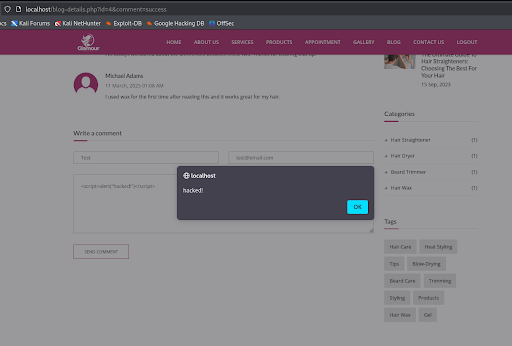 localhost/blog-details.php?id=4&comment=success
ocs Kali Forums Kali NetHunter Exploit-DB Google Hacking DB OffSec
Glamour
HOME ABOUT US SERVICES PRODUCTS APPOINTMENT GALLERY BLOG CONTACT US LOGOUT
Michael Adams
17 March, 2025 01:08 AM
I used wax for the first time after reading this and it works great for my hair.
Write a comment
Test
test@email.com
<script>alert("hacked!")</script>
SEND COMMENT
localhost
hacked!
OK
The Ultimate Guide To
Hair Straighteners:
Choosing The Best For
Your Hair
15 Sep, 2023
Categories
Hair Straightener (1)
Hair Dryer (1)
Beard Trimmer (1)
Hair Wax (1)
Tags
Hair Care Heat Styling
Tips Blow-Drying
Beard Care Trimming
Styling Products
Hair Wax Gel